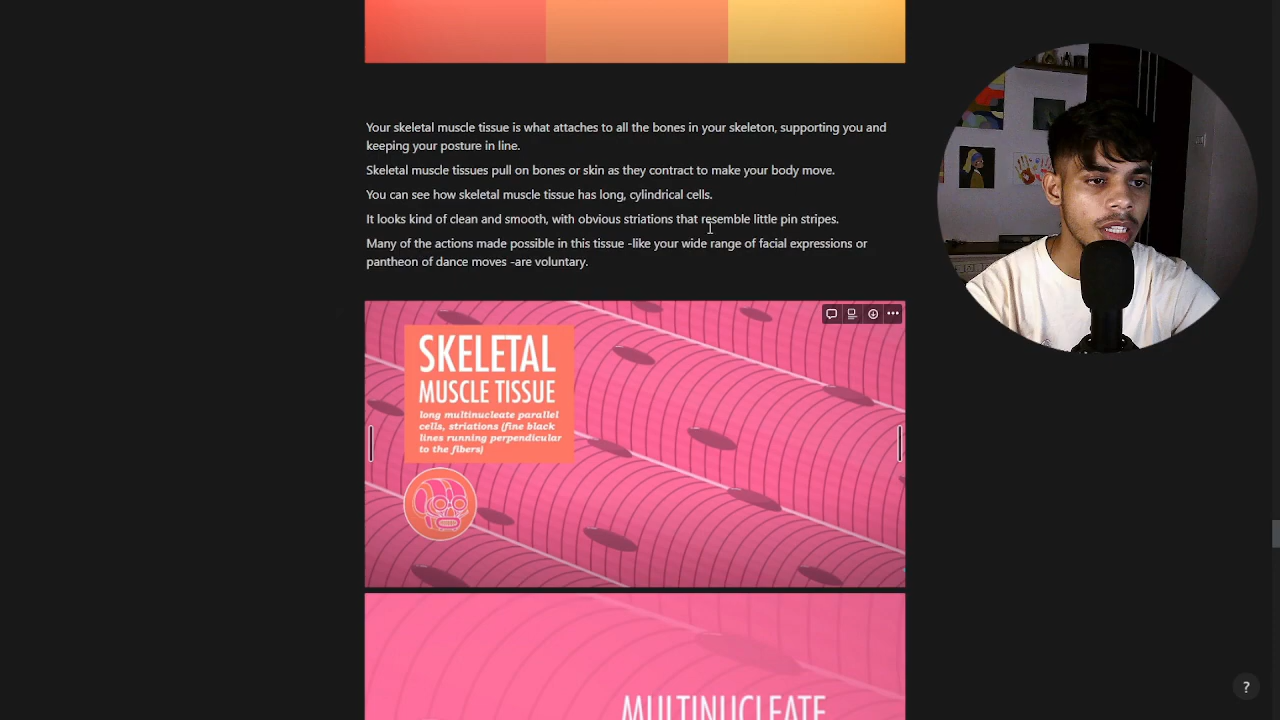 Your skeletal muscle tissue is what attaches to all the bones in your skeleton, supporting you and
keeping your posture in line.
Skeletal muscle tissues pull on bones or skin as they contract to make your body move.
You can see how skeletal muscle tissue has long, cylindrical cells.
It looks kind of clean and smooth, with obvious striations that resemble little pin stripes.
Many of the actions made possible in this tissue -like your wide range of facial expressions or
pantheon of dance moves -are voluntary.
SKELETAL
MUSCLE TISSUE
long multinucleate parallel
cells, striations (fine black
lines running perpendicular
to the fibers)
MULTINUCLEATE
?